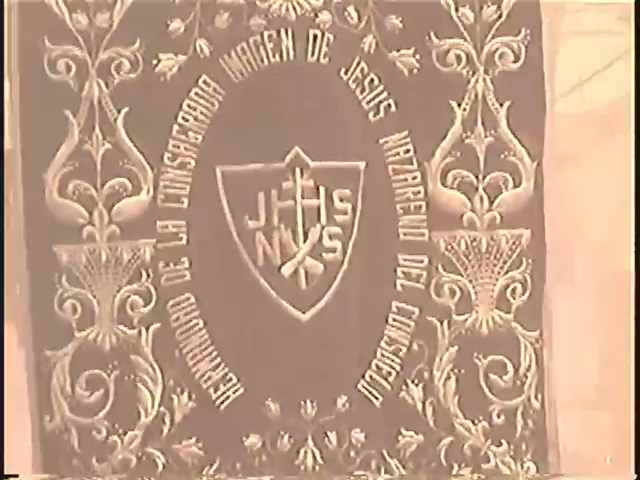 HERMANDAD DE LA CONSAGRADA IMAGEN DE JESUS NAZARENO DEL CONSUELO
JHS
NS